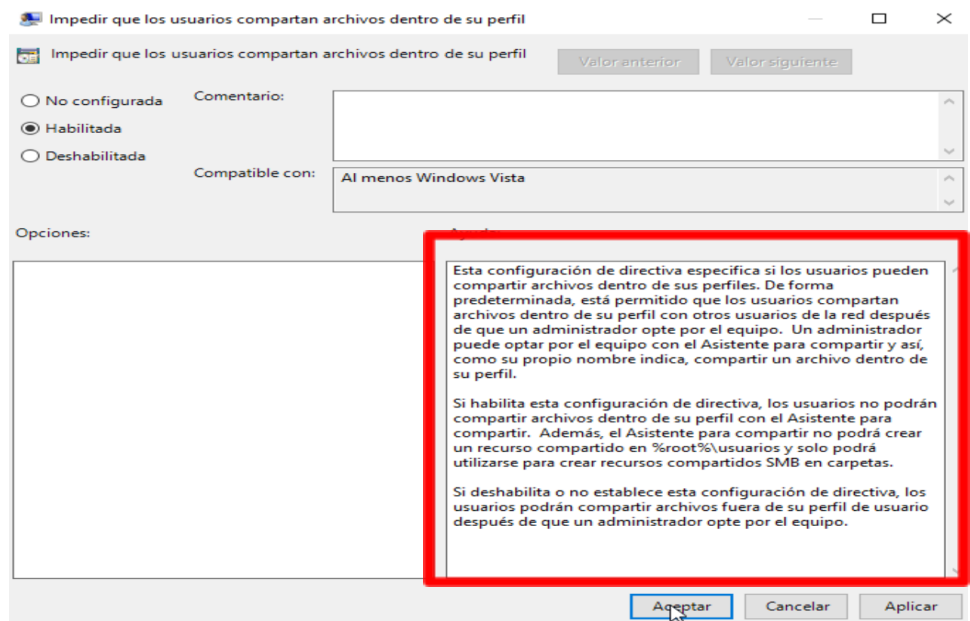 Impedir que los usuarios compartan archivos dentro de su perfil
Impedir que los usuarios compartan archivos dentro de su perfil
Valor anterior
Valor siguiente
No configurada
Habilitada
Deshabilitada
Comentario:
Compatible con:
Al menos Windows Vista
Opciones:
Esta configuración de directiva especifica si los usuarios pueden
compartir archivos dentro de sus perfiles. De forma
predeterminada, está permitido que los usuarios compartan
archivos dentro de su perfil con otros usuarios de la red después
de que un administrador opte por el equipo.  Un administrador
puede optar por el equipo con el Asistente para compartir y así,
como su propio nombre indica, compartir un archivo dentro de
su perfil.
Si habilita esta configuración de directiva, los usuarios no podrán
compartir archivos dentro de su perfil con el Asistente para
compartir.  Además, el Asistente para compartir no podrá crear
un recurso compartido en %root%\usuarios y solo podrá
utilizarse para crear recursos compartidos SMB en carpetas.
Si deshabilita o no establece esta configuración de directiva, los
usuarios podrán compartir archivos fuera de su perfil de usuario
después de que un administrador opte por el equipo.
Aceptar
Cancelar
Aplicar